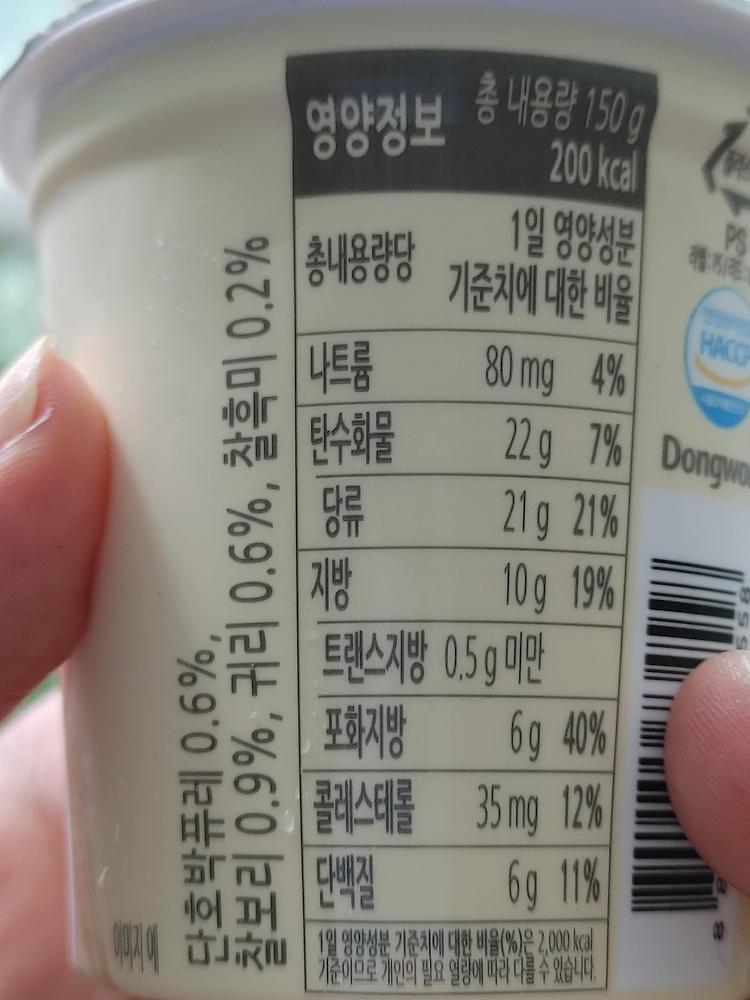 영양정보
총 내용량 150 g
200 kcal
총내용량당
1일 영양성분
기준치에 대한 비율
나트륨 80 mg 4%
탄수화물 22 g 7%
당류 21 g 21%
지방 10 g 19%
트랜스지방 0.5 g 미만
포화지방 6 g 40%
콜레스테롤 35 mg 12%
단백질 6 g 11%
1일 영양성분 기준치에 대한 비율(%)은 2,000 kcal
기준이므로 개인의 필요 열량에 따라 다를 수 있습니다.
단호박퓨레 0.6%,
찰보리 0.9%, 귀리 0.6%, 찰흑미 0.2%
이미지 예
PS
HACCP
Dongwo